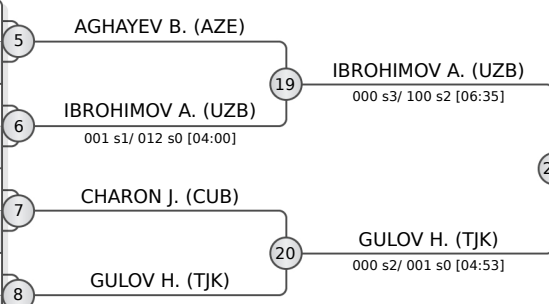 AGHAYEV B. (AZE)
5
19
IBROHIMOV A. (UZB)
000 s3/ 100 s2 [06:35]
IBROHIMOV A. (UZB)
6
001 s1/ 012 s0 [04:00]
CHARON J. (CUB)
7
20
GULOV H. (TJK)
000 s2/ 001 s0 [04:53]
GULOV H. (TJK)
8